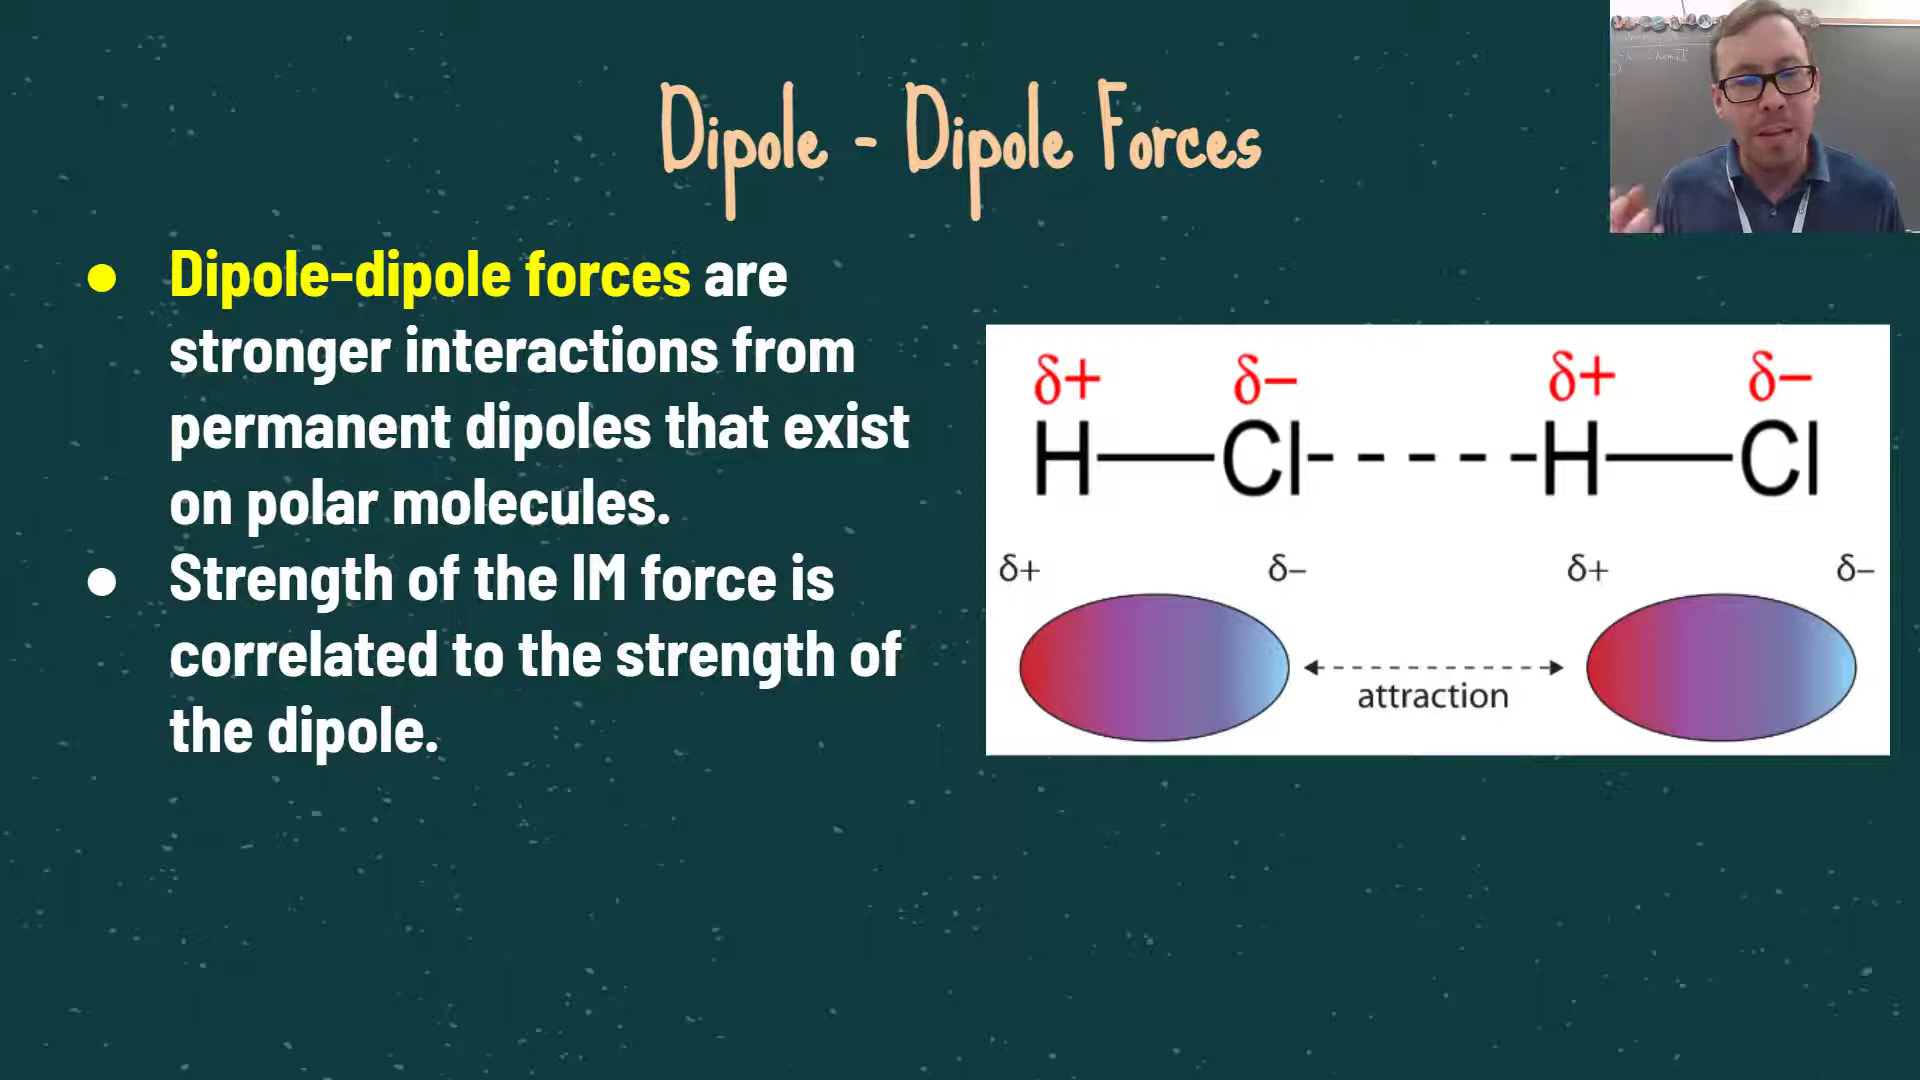 Dipole - Dipole Forces
● Dipole-dipole forces are
stronger interactions from
permanent dipoles that exist
on polar molecules.
● Strength of the IM force is
correlated to the strength of
the dipole.
δ+ δ− δ+ δ−
H—Cl- - - - -H—Cl
δ+ δ− δ+ δ−
attraction